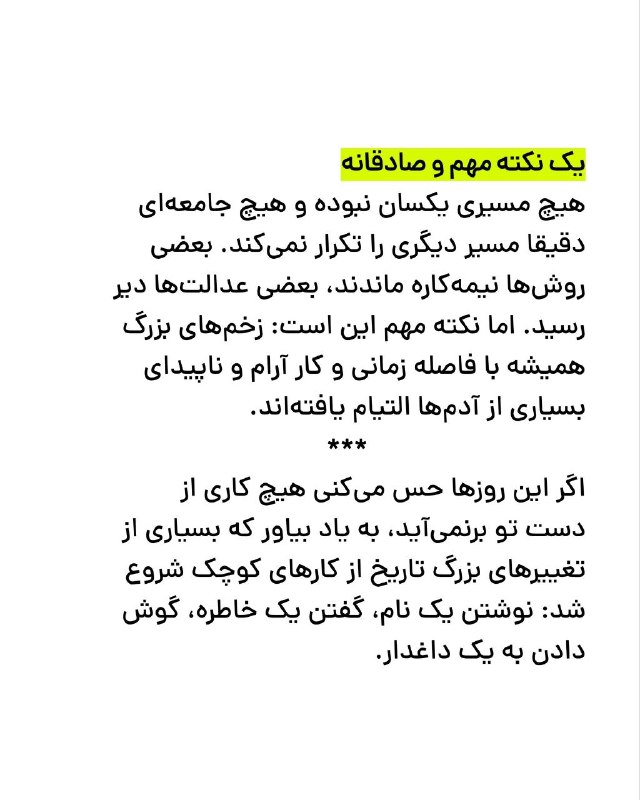 یک نکته مهم و صادقانه
هیچ مسیری یکسان نبوده و هیچ جامعه‌ای
دقیقا مسیر دیگری را تکرار نمی‌کند. بعضی
روش‌ها نیمه‌کاره ماندند، بعضی عدالت‌ها دیر
رسید. اما نکته مهم این است: زخم‌های بزرگ
همیشه با فاصله زمانی و کار آرام و ناپیدای
بسیاری از آدم‌ها التیام یافته‌اند.
***
اگر این روزها حس می‌کنی هیچ کاری از
دست تو برنمی‌آید، به یاد بیاور که بسیاری از
تغییرهای بزرگ تاریخ از کارهای کوچک شروع
شد: نوشتن یک نام، گفتن یک خاطره، گوش
دادن به یک داغدار.